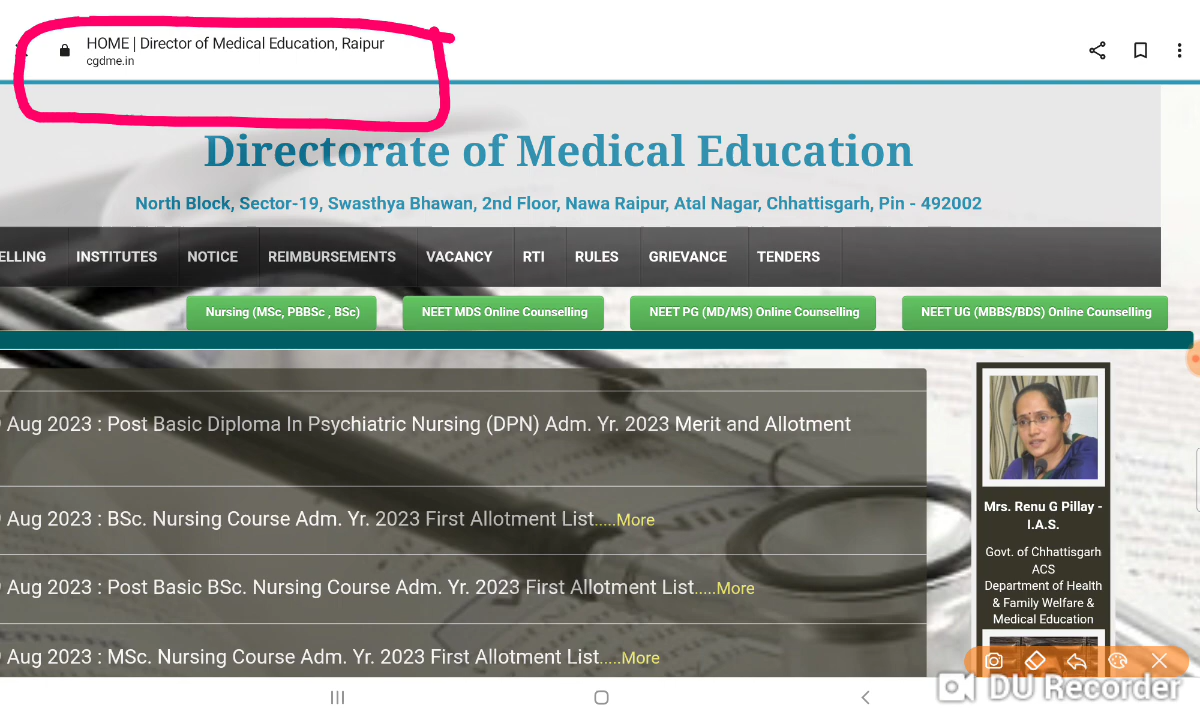 HOME | Director of Medical Education, Raipur
cgdme.in
Directorate of Medical Education
North Block, Sector-19, Swasthya Bhawan, 2nd Floor, Nawa Raipur, Atal Nagar, Chhattisgarh, Pin - 492002
ELLING INSTITUTES NOTICE REIMBURSEMENTS VACANCY RTI RULES GRIEVANCE TENDERS
Nursing (MSc, PBBSc , BSc) NEET MDS Online Counselling NEET PG (MD/MS) Online Counselling NEET UG (MBBS/BDS) Online Counselling
Aug 2023 : Post Basic Diploma In Psychiatric Nursing (DPN) Adm. Yr. 2023 Merit and Allotment
Aug 2023 : BSc. Nursing Course Adm. Yr. 2023 First Allotment List.....More
Aug 2023 : Post Basic BSc. Nursing Course Adm. Yr. 2023 First Allotment List.....More
Aug 2023 : MSc. Nursing Course Adm. Yr. 2023 First Allotment List.....More
Mrs. Renu G Pillay -
I.A.S.
Govt. of Chhattisgarh
ACS
Department of Health
& Family Welfare &
Medical Education
DU Recorder